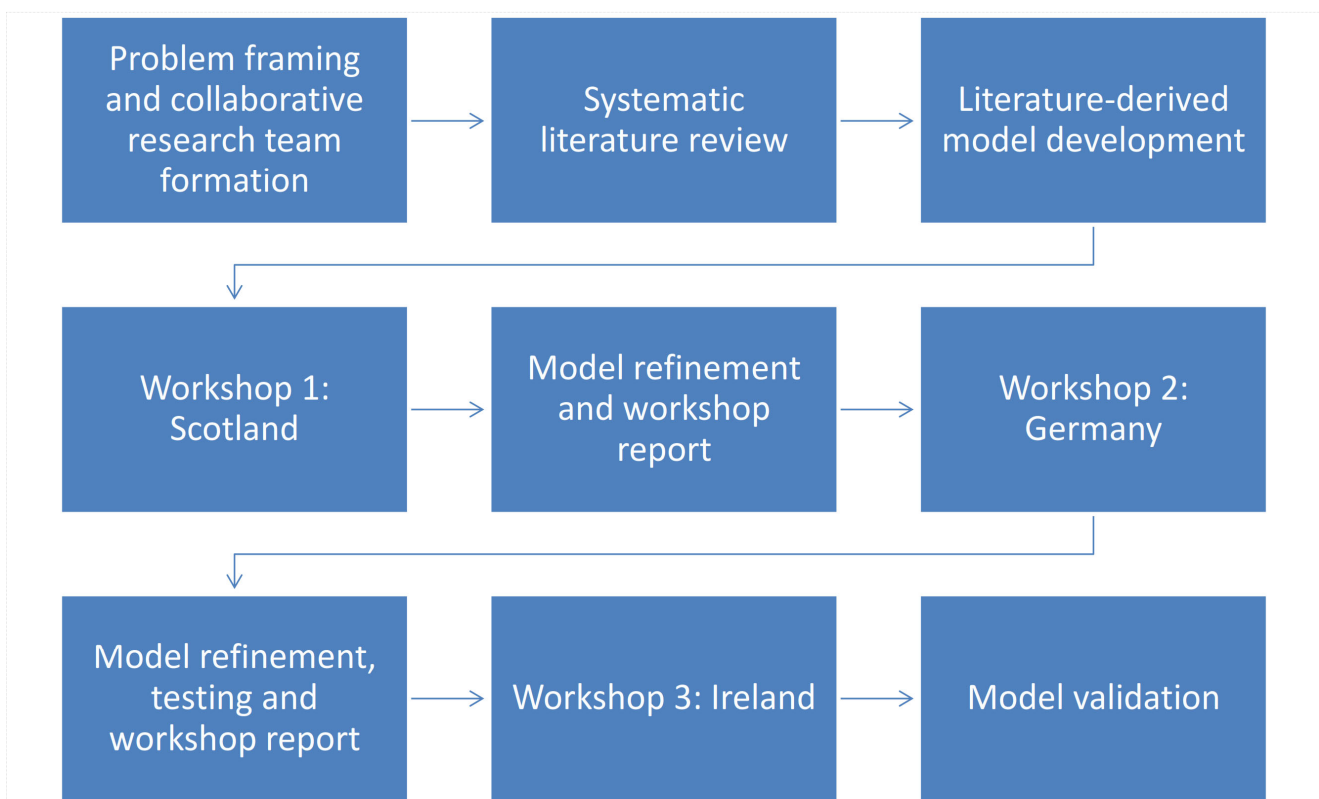 Problem framing
and collaborative
research team
formation
Systematic
literature review
Literature-derived
model development
Workshop 1:
Scotland
Model refinement
and workshop
report
Workshop 2:
Germany
Model refinement,
testing and
workshop report
Workshop 3: Ireland
Model validation